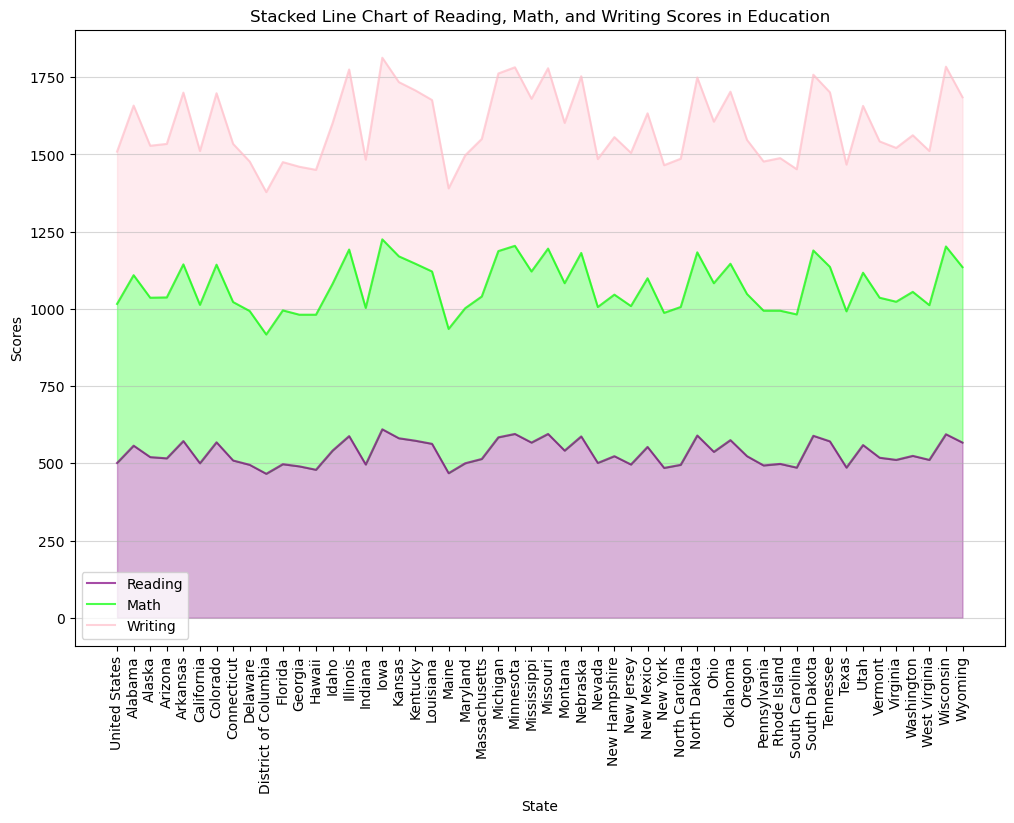 Stacked Line Chart of Reading, Math, and Writing Scores in Education
Scores
1750
1500
1250
1000
750
500
250
0
Reading
Math
Writing
United States
Alabama
Alaska
Arizona
Arkansas
California
Colorado
Connecticut
Delaware
District of Columbia
Florida
Georgia
Hawaii
Idaho
Illinois
Indiana
Iowa
Kansas
Kentucky
Louisiana
Maine
Maryland
Massachusetts
Michigan
Minnesota
Mississippi
Missouri
Montana
Nebraska
Nevada
New Hampshire
New Jersey
New Mexico
New York
North Carolina
North Dakota
Ohio
Oklahoma
Oregon
Pennsylvania
Rhode Island
South Carolina
South Dakota
Tennessee
Texas
Utah
Vermont
Virginia
Washington
West Virginia
Wisconsin
Wyoming
State